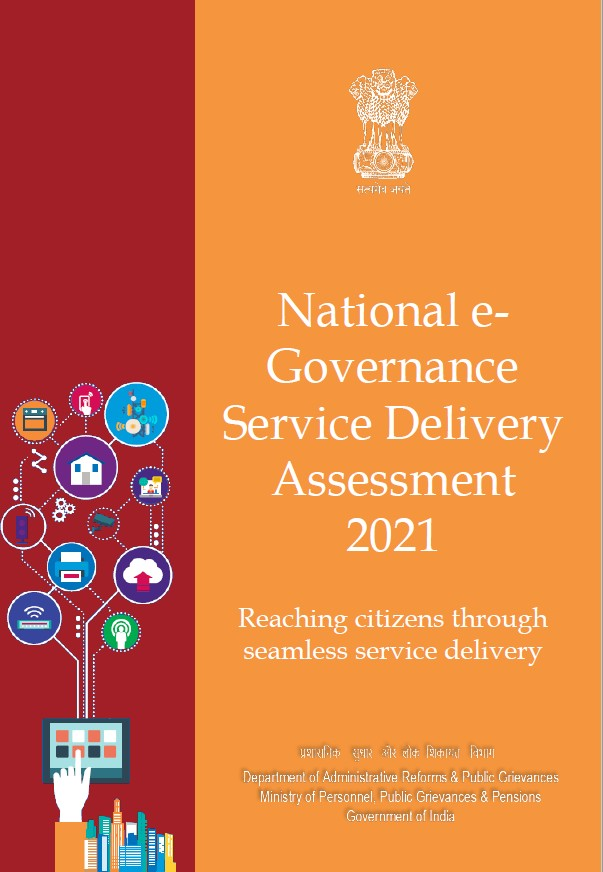 सत्यमेव जयते
National e-
Governance
Service Delivery
Assessment
2021
Reaching citizens through
seamless service delivery
प्रशासनिक सुधार और लोक शिकायत विभाग
Department of Administrative Reforms & Public Grievances
Ministry of Personnel, Public Grievances & Pensions
Government of India